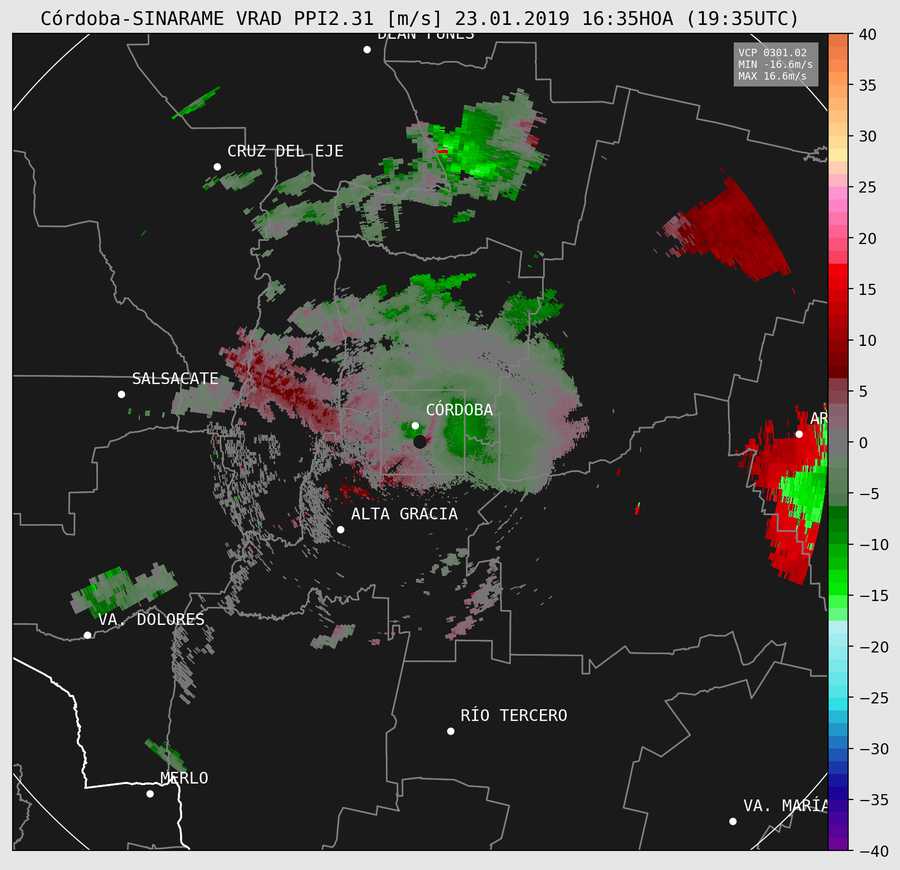 Córdoba-SINARAME VRAD PPI2.31 [m/s] 23.01.2019 16:35HOA (19:35UTC)
DEÁN FUNES
VCP 0301.02
MIN -16.6m/s
MAX 16.6m/s
CRUZ DEL EJE
SALSACATE
CÓRDOBA
AR
ALTA GRACIA
VA. DOLORES
RÍO TERCERO
MERLO
VA. MARÍA
40
35
30
25
20
15
10
5
0
−5
−10
−15
−20
−25
−30
−35
−40